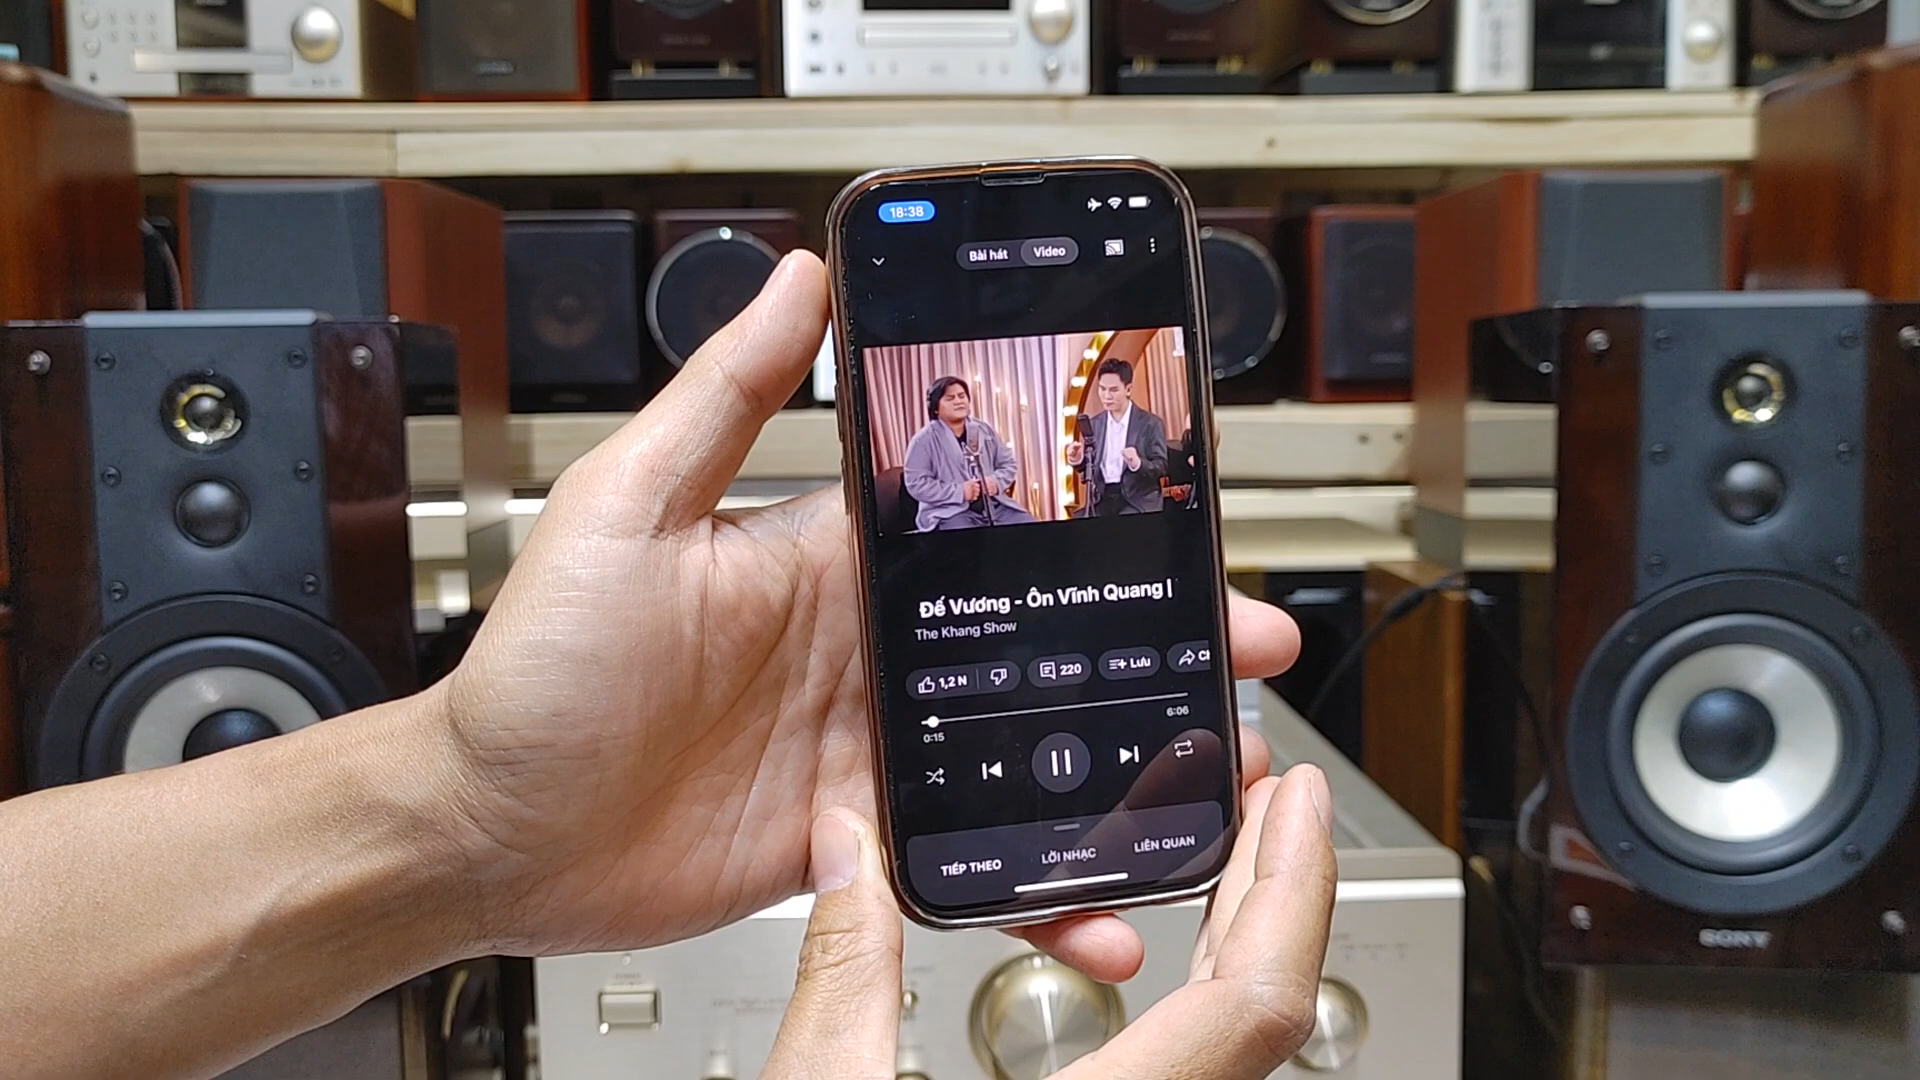 18:38
Bài hát Video
Đế Vương - Ôn Vĩnh Quang |
The Khang Show
1,2 N 220 Lưu
0:15 6:06
TIẾP THEO LỜI NHẠC LIÊN QUAN
SONY